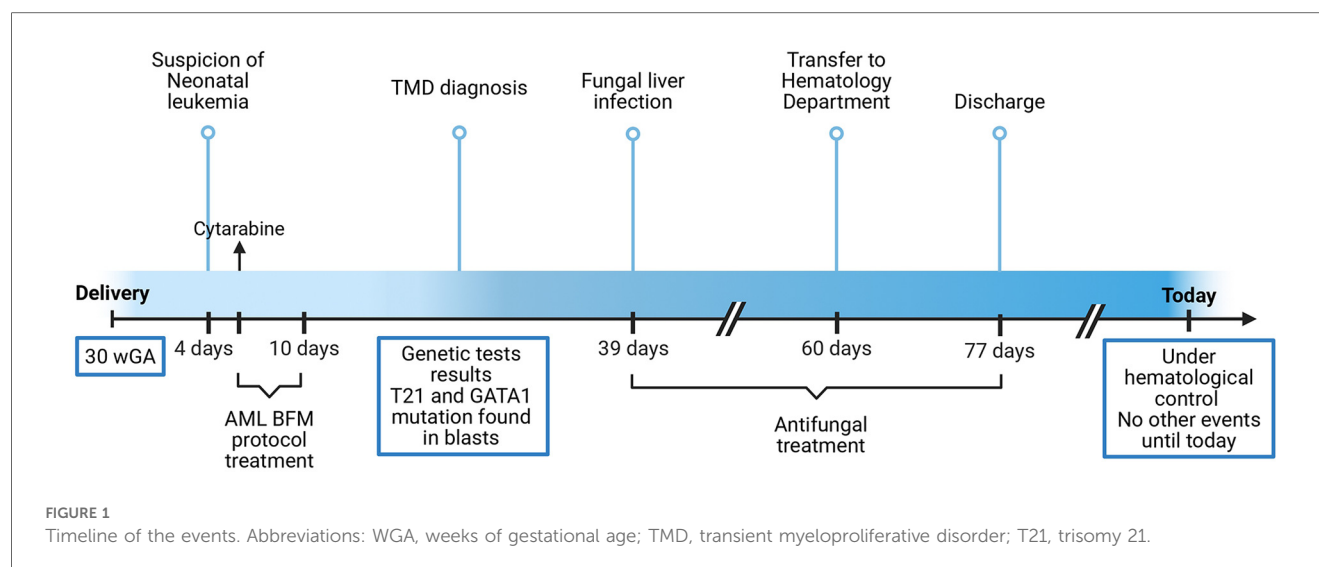 Suspicion of
Neonatal
leukemia
TMD diagnosis
Fungal liver
infection
Transfer to
Hematology
Department
Discharge
Cytarabine
Delivery
Today
30 wGA
4 days
10 days
39 days
60 days
77 days
AML BFM
protocol
treatment
Genetic tests
results
T21 and GATA1
mutation found
in blasts
Antifungal
treatment
Under
hematological
control
No other events
until today
FIGURE 1
Timeline of the events. Abbreviations: WGA, weeks of gestational age; TMD, transient myeloproliferative disorder; T21, trisomy 21.